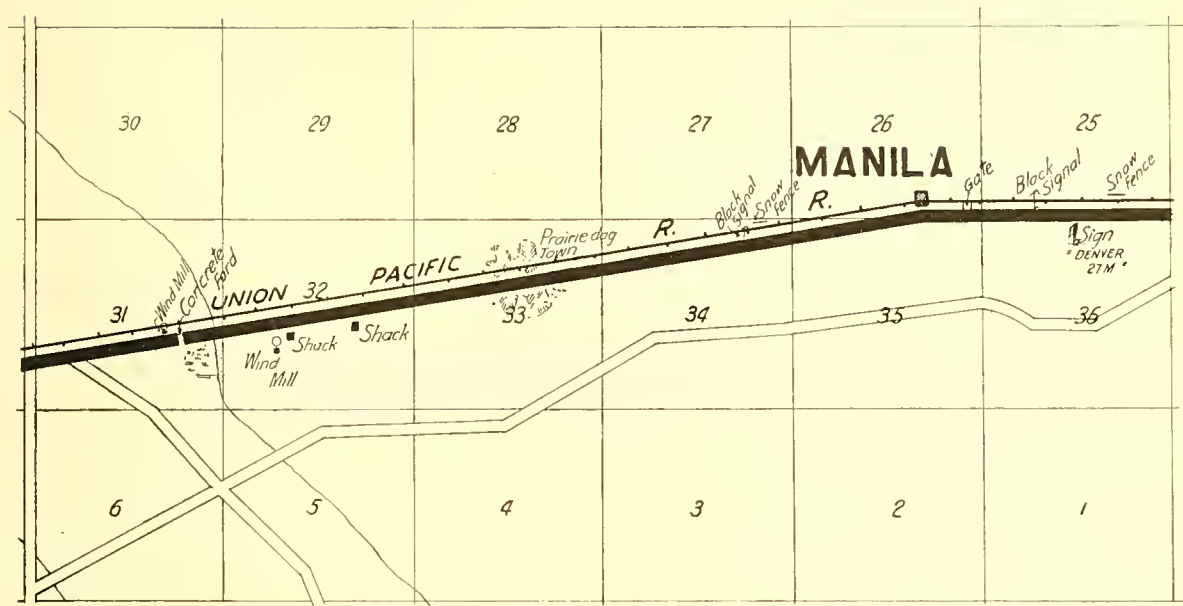 30
29
28
27
26
25
MANILA
Gate
Block
Signal
Snow
fence
Block
Signal
Snow
fence
UNION PACIFIC R. R.
Prairie dog
Town
Sign
"DENVER
27M"
Wind Mill
Concrete
Ford
31
32
33
34
35
36
Shack
Shack
Wind
Mill
6
5
4
3
2
1